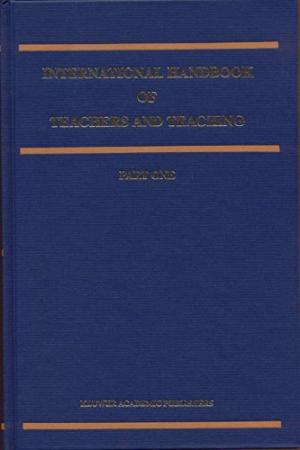 INTERNATIONAL HANDBOOK
OF
TEACHERS AND TEACHING
PART ONE
KLUWER ACADEMIC PUBLISHERS